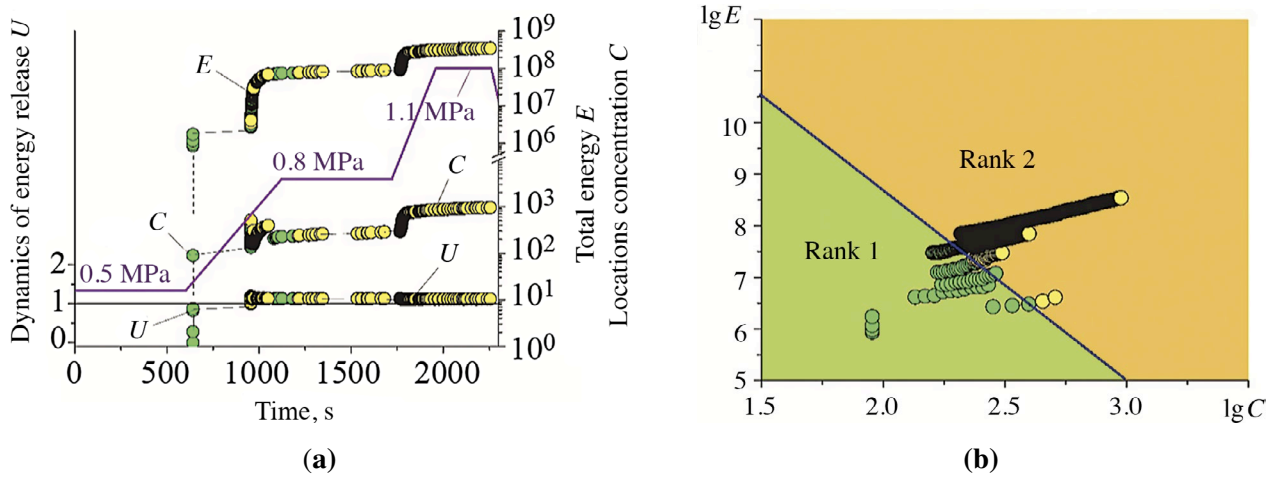 Dynamics of energy release U
2
1
0
0
500
1000
1500
2000
Time, s
10⁹
10⁸
10⁷
10⁶
10³
10²
10¹
10⁰
Total energy E
Locations concentration C
E
C
U
C
U
0.5 MPa
0.8 MPa
1.1 MPa
(a)
lgE
10
9
8
7
6
5
1.5
2.0
2.5
3.0
lgC
Rank 2
Rank 1
(b)